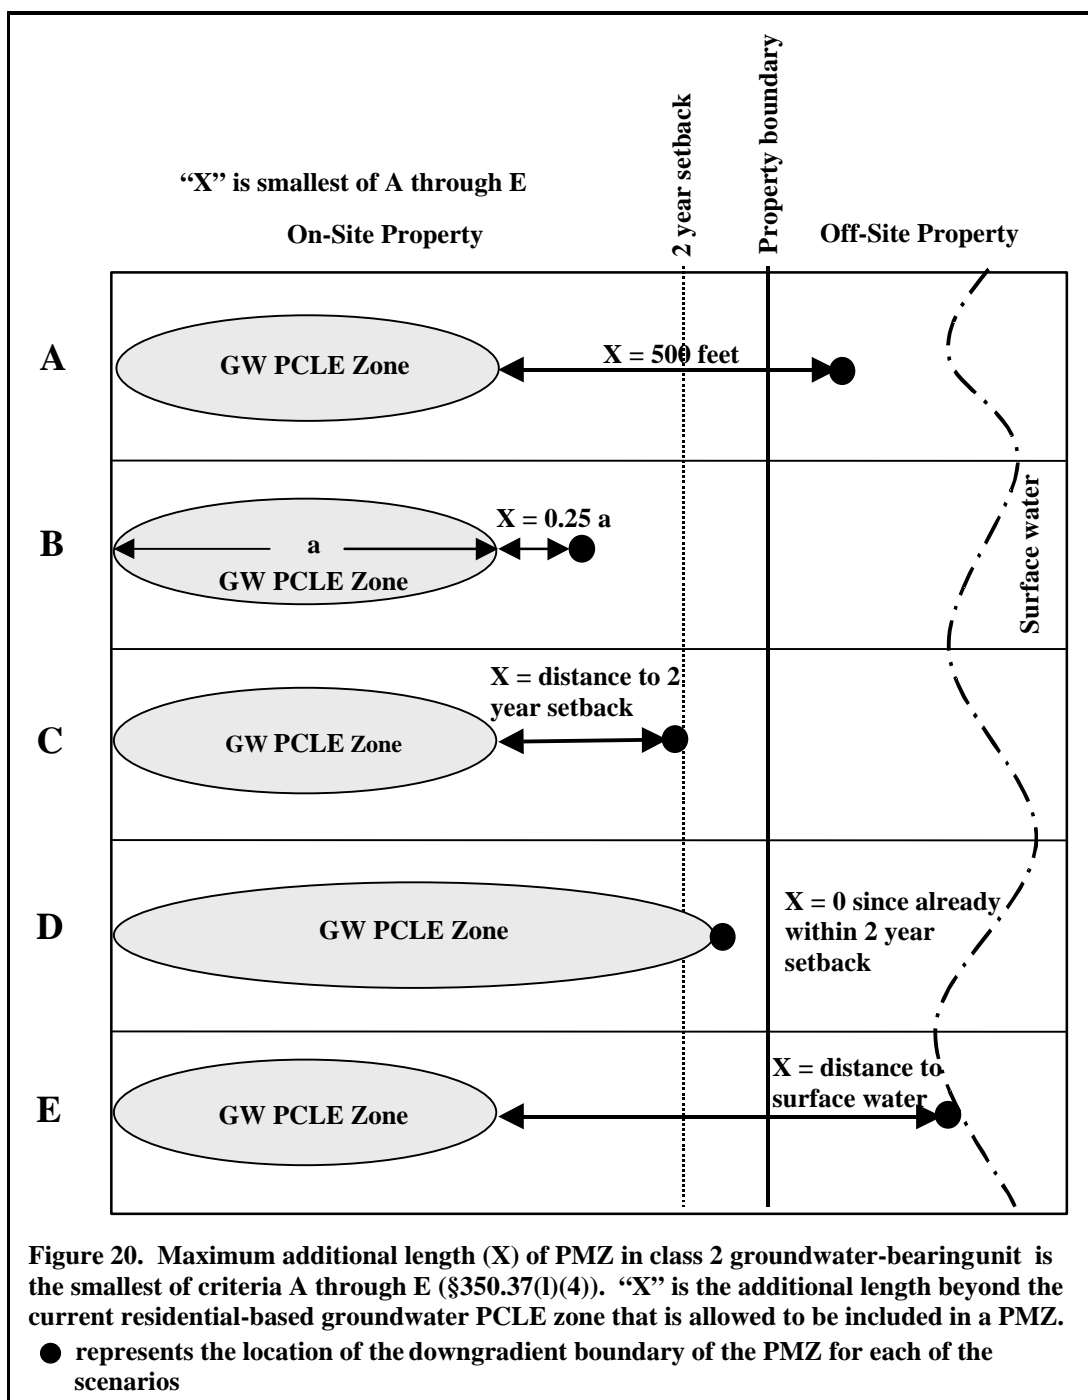 2 year setback
Property boundary
“X” is smallest of A through E
On-Site Property
Off-Site Property
A
GW PCLE Zone
X = 500 feet
B
X = 0.25 a
a
GW PCLE Zone
Surface water
C
X = distance to 2
year setback
GW PCLE Zone
D
GW PCLE Zone
X = 0 since already
within 2 year
setback
E
GW PCLE Zone
X = distance to
surface water
Figure 20. Maximum additional length (X) of PMZ in class 2 groundwater-bearingunit is
the smallest of criteria A through E (§350.37(l)(4)). “X” is the additional length beyond the
current residential-based groundwater PCLE zone that is allowed to be included in a PMZ.
represents the location of the downgradient boundary of the PMZ for each of the
scenarios